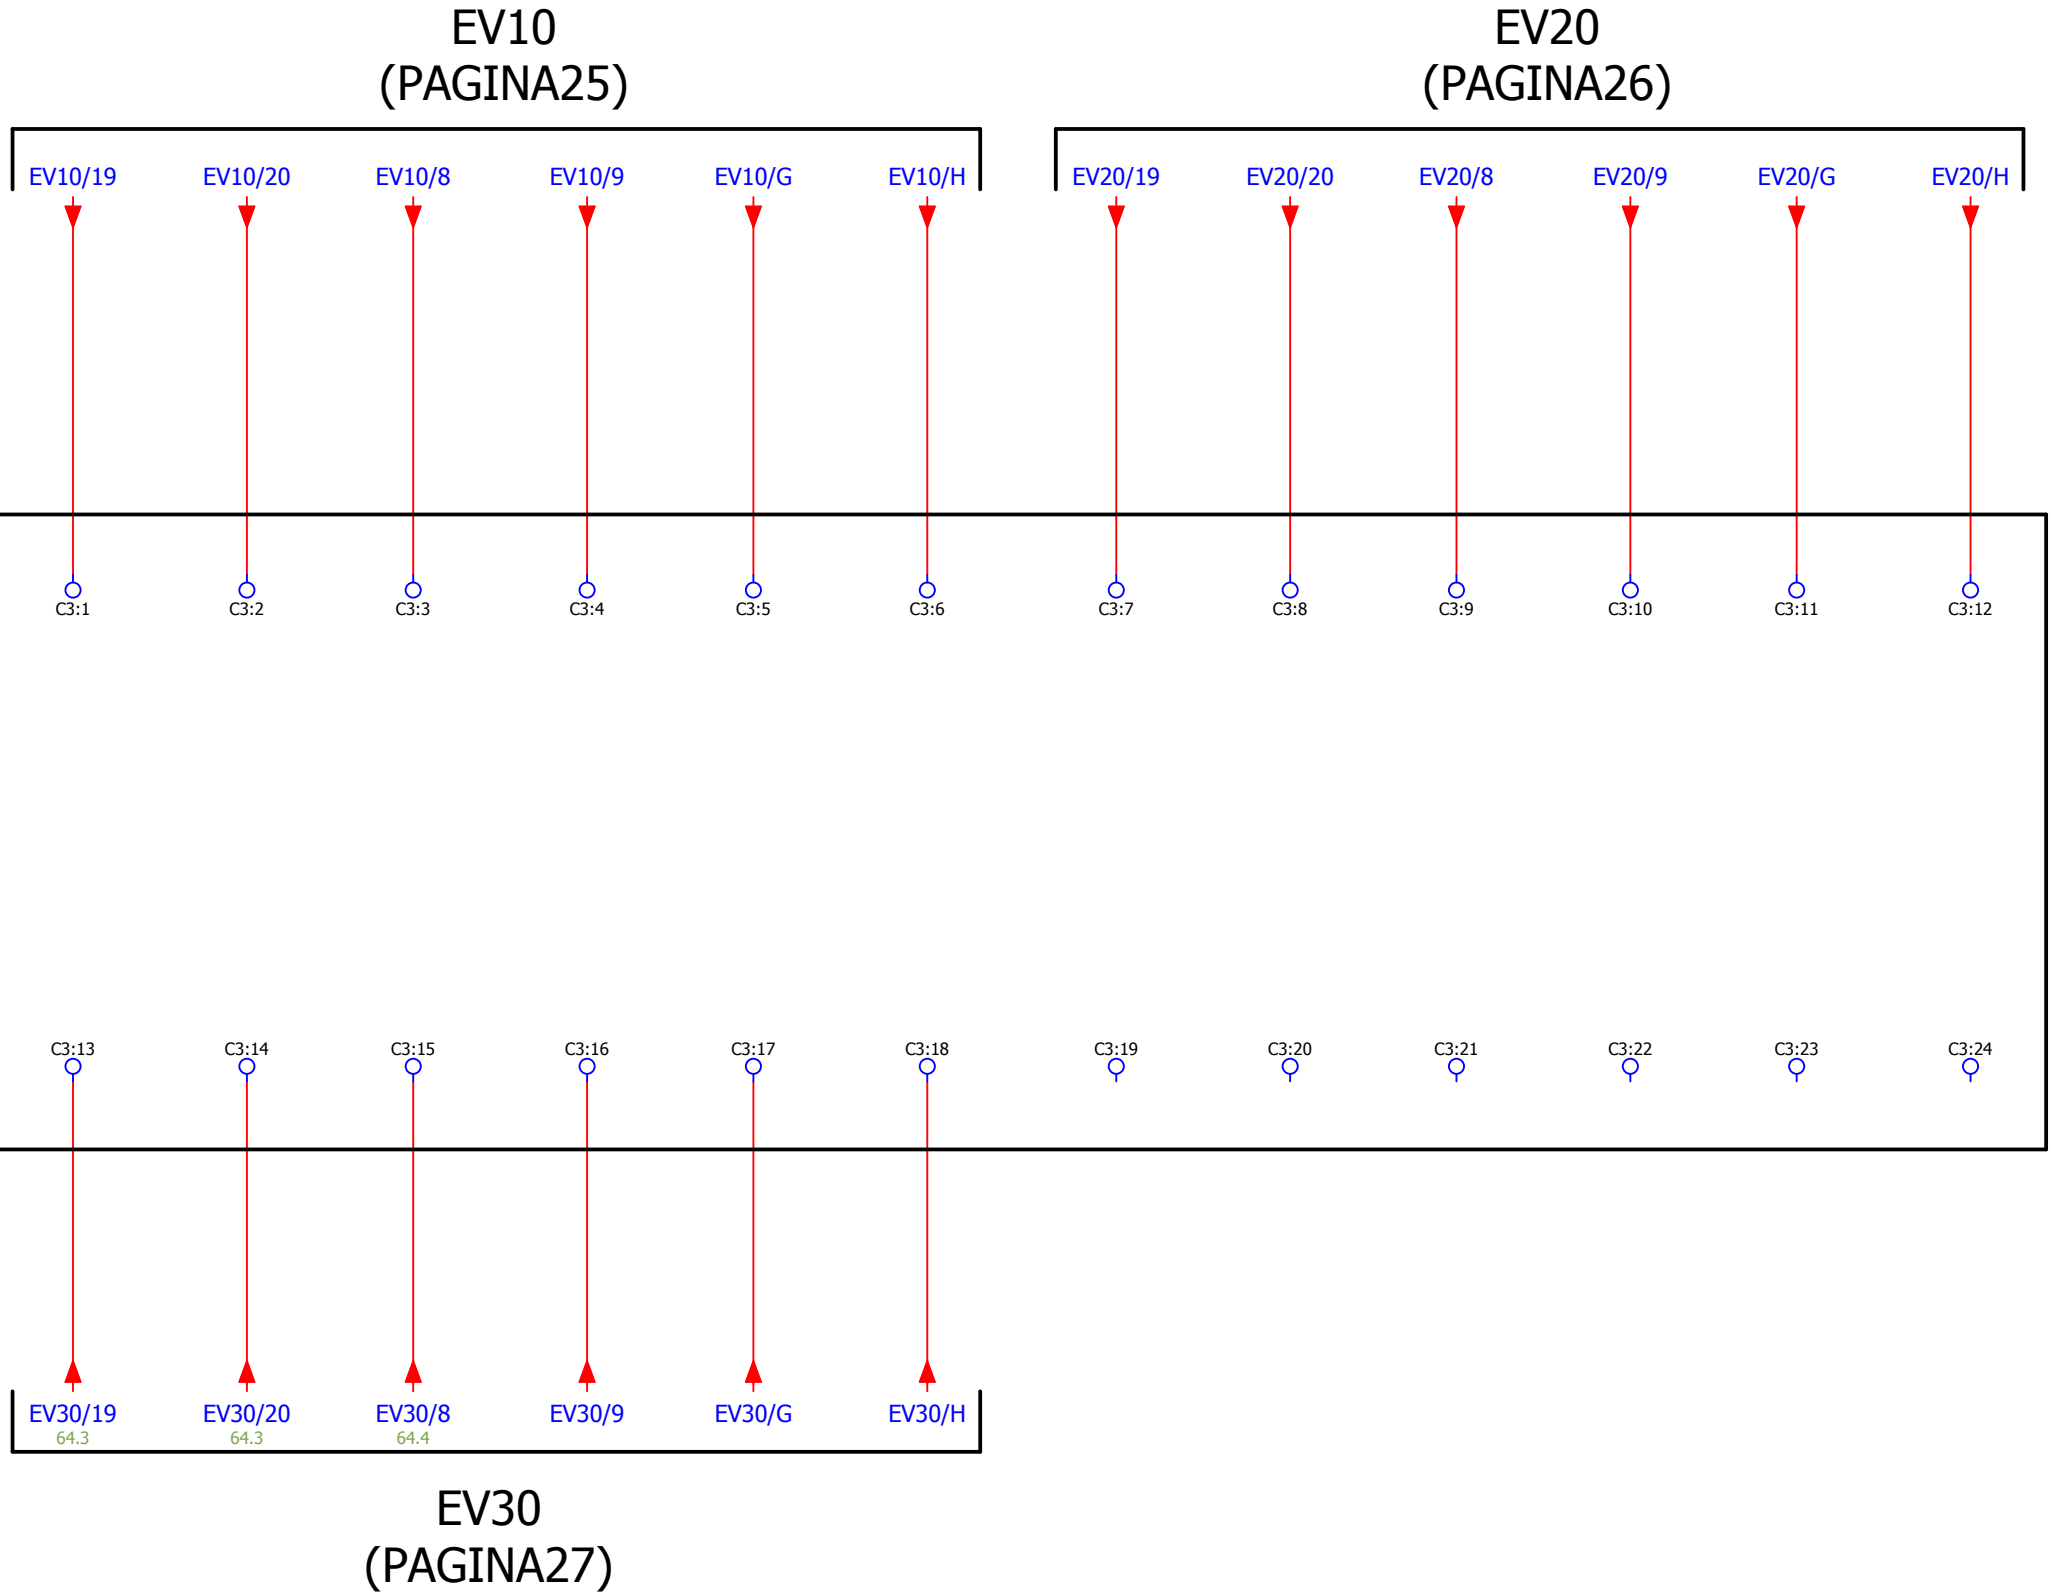 EV10 EV20
(PAGINA25) (PAGINA26)
EV10/19 EV10/20 EV10/8 EV10/9 EV10/G EV10/H EV20/19 EV20/20 EV20/8 EV20/9 EV20/G EV20/H
C3:1 C3:2 C3:3 C3:4 C3:5 C3:6 C3:7 C3:8 C3:9 C3:10 C3:11 C3:12
C3:13 C3:14 C3:15 C3:16 C3:17 C3:18 C3:19 C3:20 C3:21 C3:22 C3:23 C3:24
EV30/19 EV30/20 EV30/8 EV30/9 EV30/G EV30/H
64.3 64.3 64.4
EV30
(PAGINA27)